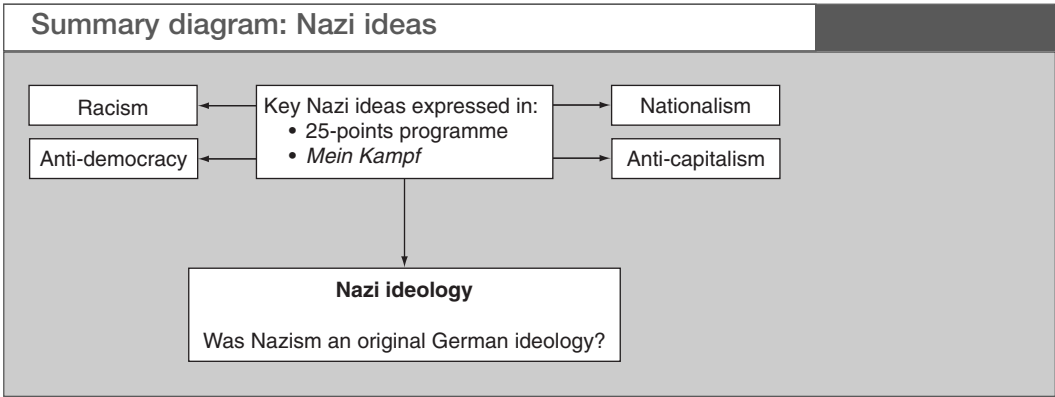 Summary diagram: Nazi ideas
Racism
Anti-democracy
Key Nazi ideas expressed in:
• 25-points programme
• Mein Kampf
Nationalism
Anti-capitalism
Nazi ideology
Was Nazism an original German ideology?